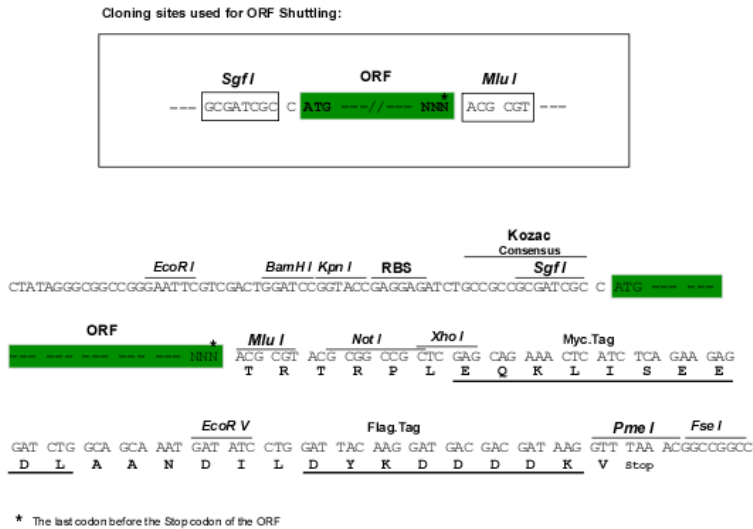 Cloning sites used for ORF Shuttling:
Sgf I ORF Mlu I
*
--- GCGATCGC C ATG ---//--- NNN ACG CGT ---
Kozac
Consensus
EcoR I BamH I Kpn I RBS Sgf I
CTATAGGGCGGCCGGGAATTCGTCGACTGGATCCGGTACCGAGGAGATCTGCCGCCGCGATCGC C ATG --- ---
ORF
* Mlu I Not I Xho I Myc.Tag
--- --- --- --- --- NNN ACG CGT ACG CGG CCG CTC GAG CAG AAA CTC ATC TCA GAA GAG
T R T R P L E Q K L I S E E
EcoR V Flag.Tag Pme I Fse I
GAT CTG GCA GCA AAT GAT ATC CTG GAT TAC AAG GAT GAC GAC GAT AAG GTT TAA ACGGCCGGCC
D L A A N D I L D Y K D D D D K V Stop
* The last codon before the Stop codon of the ORF